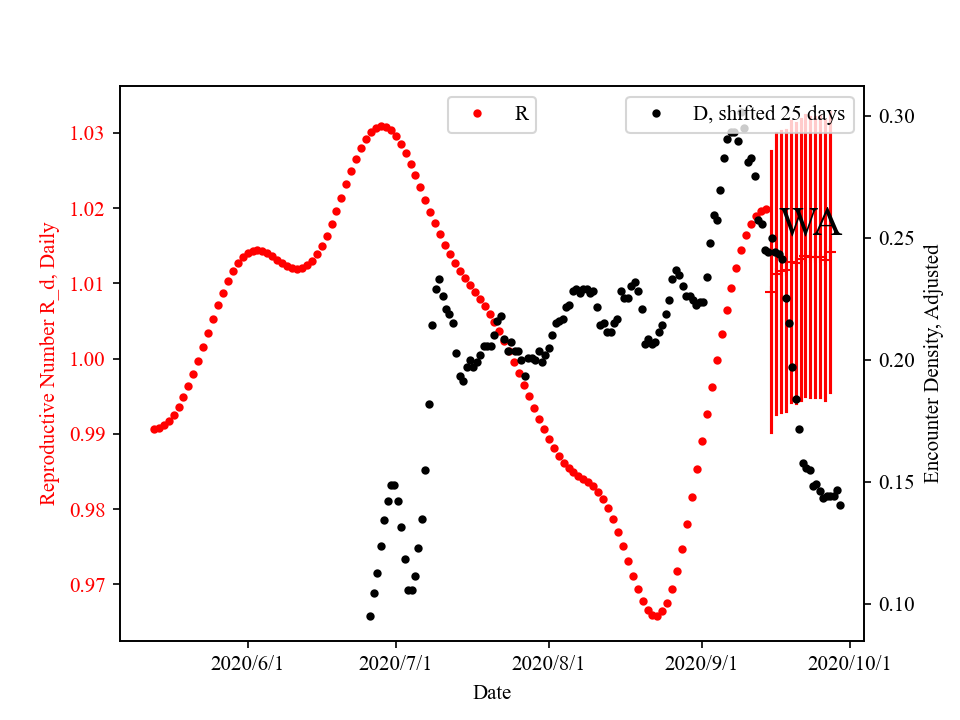 R
D, shifted 25 days
WA
Reproductive Number R_d, Daily
1.03
1.02
1.01
1.00
0.99
0.98
0.97
0.30
0.25
0.20
0.15
0.10
Encounter Density, Adjusted
2020/6/1 2020/7/1 2020/8/1 2020/9/1 2020/10/1
Date